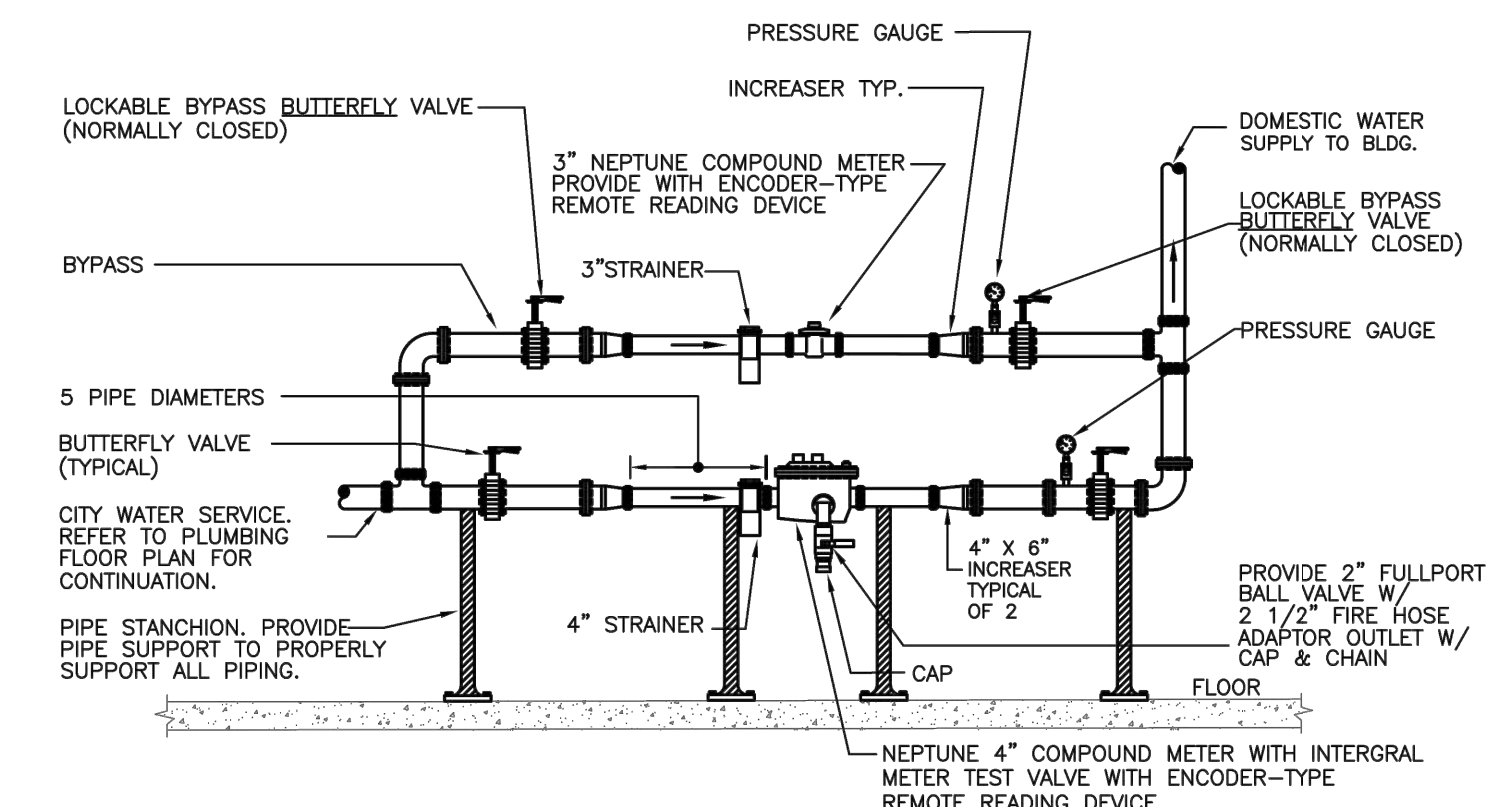 PRESSURE GAUGE
INCREASER TYP.
LOCKABLE BYPASS BUTTERFLY VALVE
(NORMALLY CLOSED)
3" NEPTUNE COMPOUND METER
PROVIDE WITH ENCODER-TYPE
REMOTE READING DEVICE
DOMESTIC WATER
SUPPLY TO BLDG.
LOCKABLE BYPASS
BUTTERFLY VALVE
(NORMALLY CLOSED)
BYPASS
3"STRAINER
PRESSURE GAUGE
5 PIPE DIAMETERS
BUTTERFLY VALVE
(TYPICAL)
CITY WATER SERVICE.
REFER TO PLUMBING
FLOOR PLAN FOR
CONTINUATION.
4" X 6"
INCREASER
TYPICAL
OF 2
PROVIDE 2" FULLPORT
BALL VALVE W/
2 1/2" FIRE HOSE
ADAPTOR OUTLET W/
CAP & CHAIN
PIPE STANCHION. PROVIDE
PIPE SUPPORT TO PROPERLY
SUPPORT ALL PIPING.
4" STRAINER
CAP
FLOOR
NEPTUNE 4" COMPOUND METER WITH INTERGRAL
METER TEST VALVE WITH ENCODER-TYPE
REMOTE READING DEVICE